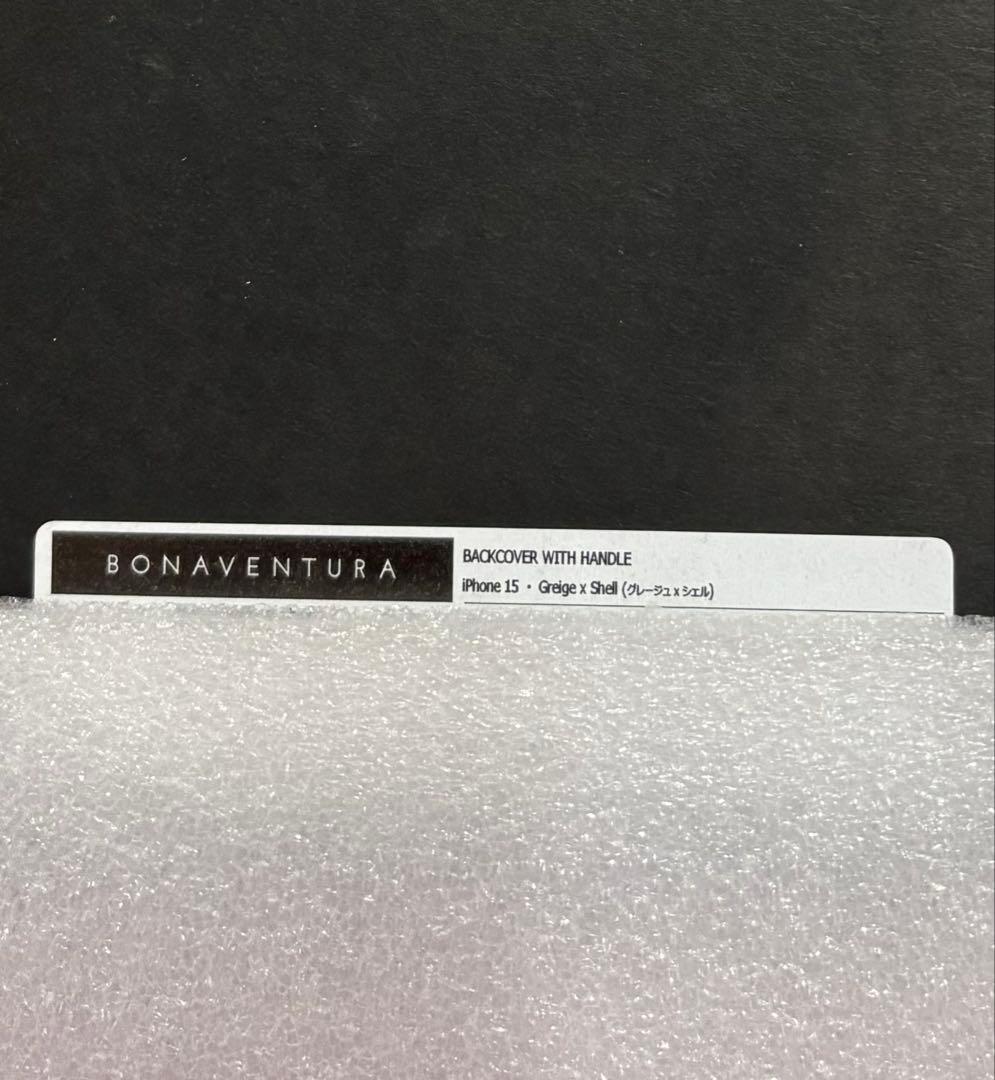 BONAVENTURA
BACKCOVER WITH HANDLE
iPhone 15・Greige x Shell (グレージュ x シェル)